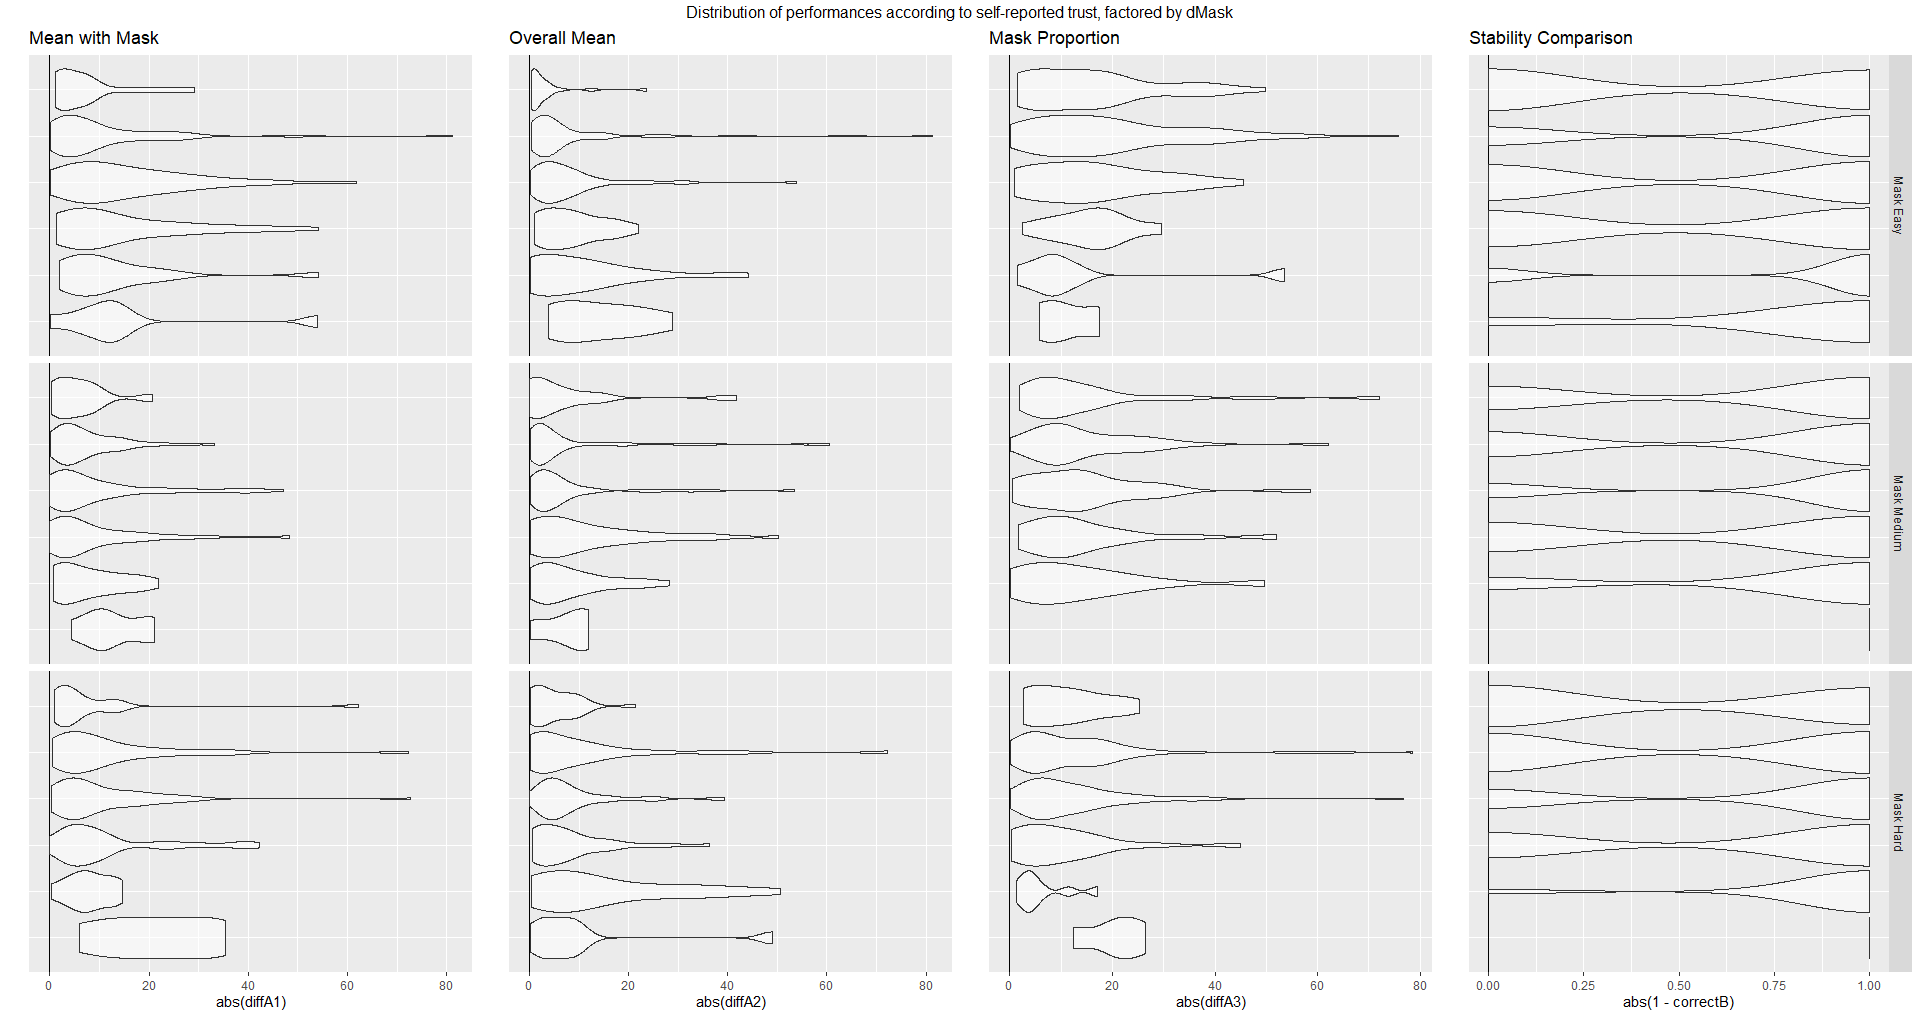 Distribution of performances according to self-reported trust, factored by dMask
Mean with Mask
Overall Mean
Mask Proportion
Stability Comparison
Mask Easy
Mask Medium
Mask Hard
0 20 40 60 80
0 20 40 60 80
0 20 40 60 80
0.00 0.25 0.50 0.75 1.00
abs(diffA1)
abs(diffA2)
abs(diffA3)
abs(1 - correctB)